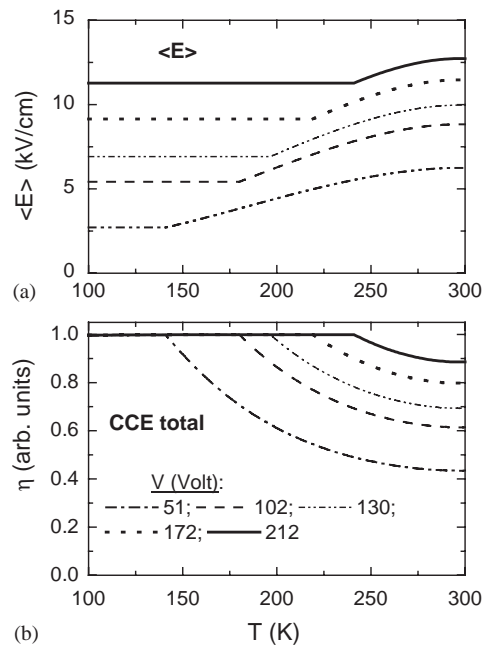 <E>
<E> (kV/cm)
15
10
5
0
100 150 200 250 300
(a)
η (arb. units)
1.0
0.8
0.6
0.4
0.2
0.0
CCE total
V (Volt):
51; 102; 130;
172; 212
100 150 200 250 300
(b)
T (K)